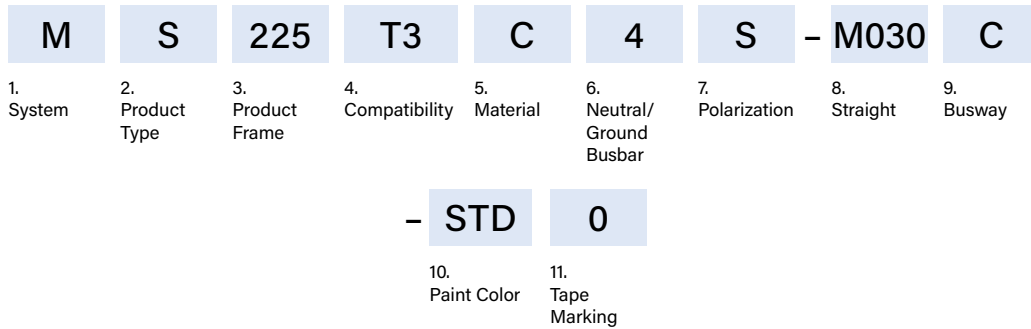 M S 225 T3 C 4 S – M030 C
1. 2. 3. 4. 5. 6. 7. 8. 9.
System Product Product Compatibility Material Neutral/ Polarization Straight Busway
Type Frame Ground
Busbar
– STD 0
10. 11.
Paint Color Tape
Marking